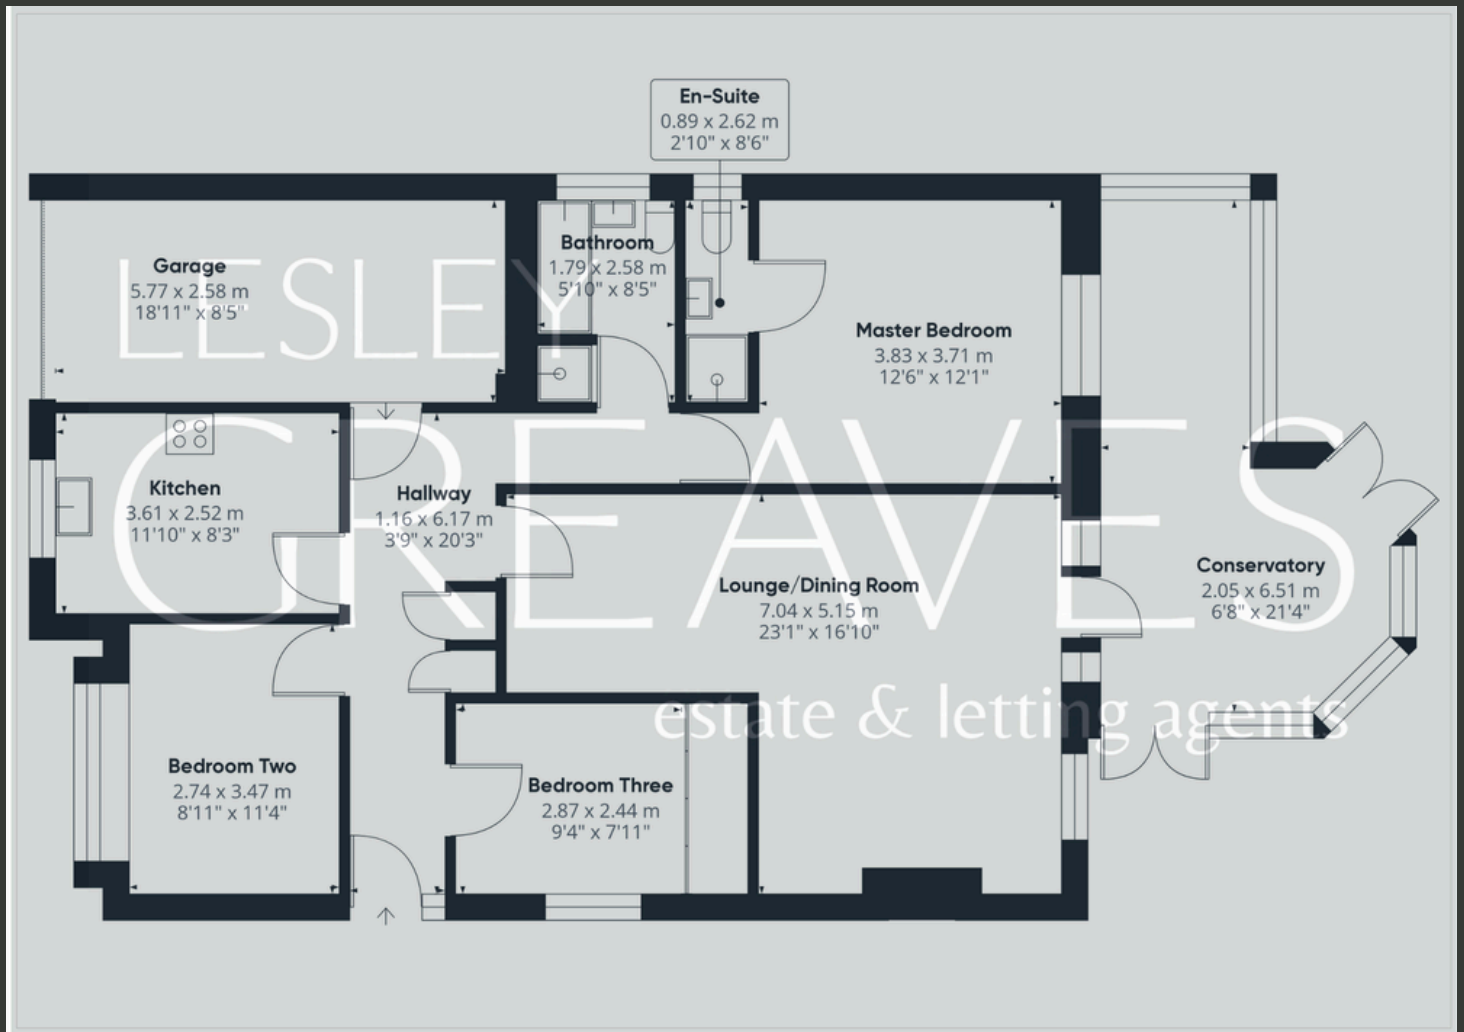 En-Suite
0.89 x 2.62 m
2'10" x 8'6"
Bathroom
1.79 x 2.58 m
5'10" x 8'5"
Garage
5.77 x 2.58 m
18'11" x 8'5"
LESLEY
Master Bedroom
3.83 x 3.71 m
12'6" x 12'1"
Kitchen
3.61 x 2.52 m
11'10" x 8'3"
Hallway
1.16 x 6.17 m
3'9" x 20'3"
GREAVES
Lounge/Dining Room
7.04 x 5.15 m
23'1" x 16'10"
Conservatory
2.05 x 6.51 m
6'8" x 21'4"
estate & letting agents
Bedroom Two
2.74 x 3.47 m
8'11" x 11'4"
Bedroom Three
2.87 x 2.44 m
9'4" x 7'11"